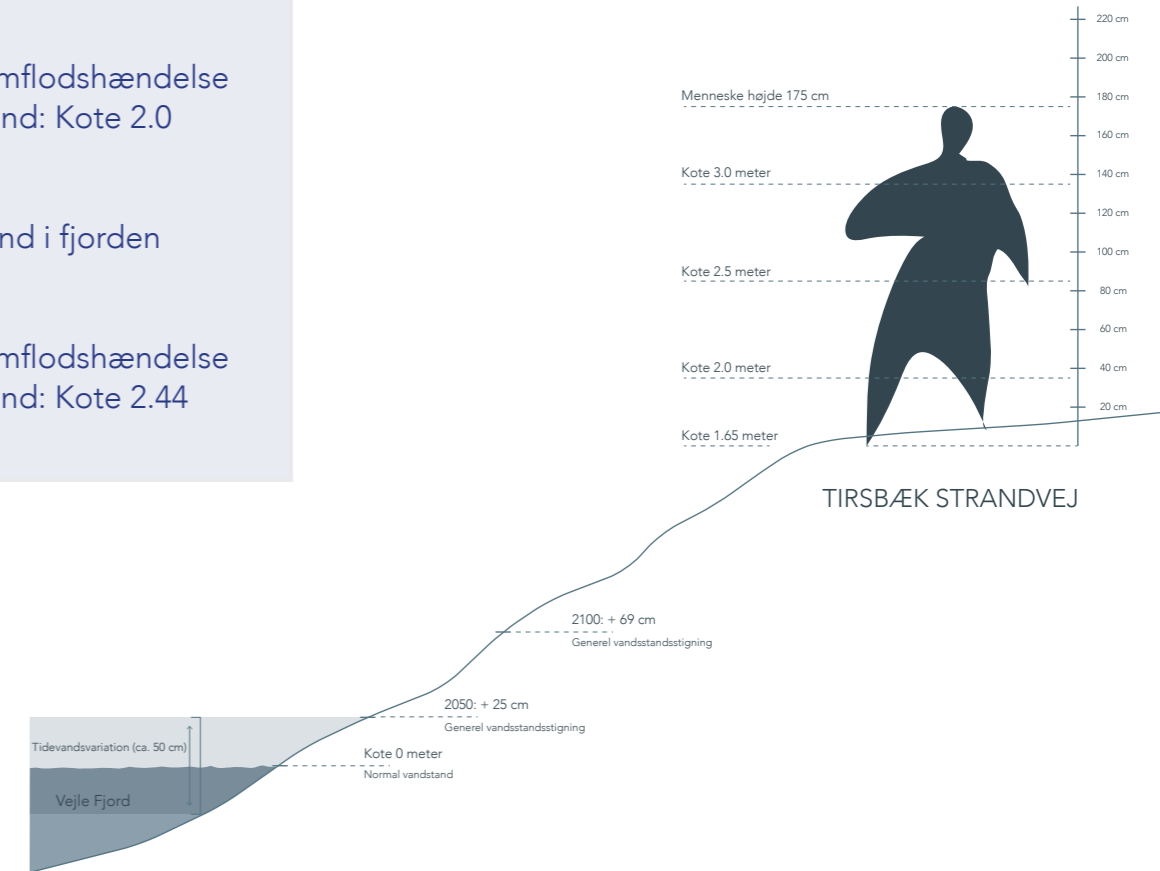 mflodshændelse
nd: Kote 2.0
nd i fjorden
mflodshændelse
nd: Kote 2.44
220 cm
200 cm
180 cm
160 cm
140 cm
120 cm
100 cm
80 cm
60 cm
40 cm
20 cm
Menneske højde 175 cm
Kote 3.0 meter
Kote 2.5 meter
Kote 2.0 meter
Kote 1.65 meter
TIRSBÆK STRANDVEJ
2100: + 69 cm
Generel vandsstandsstigning
2050: + 25 cm
Generel vandsstandsstigning
Kote 0 meter
Normal vandstand
Tidevandsvariation (ca. 50 cm)
Vejle Fjord